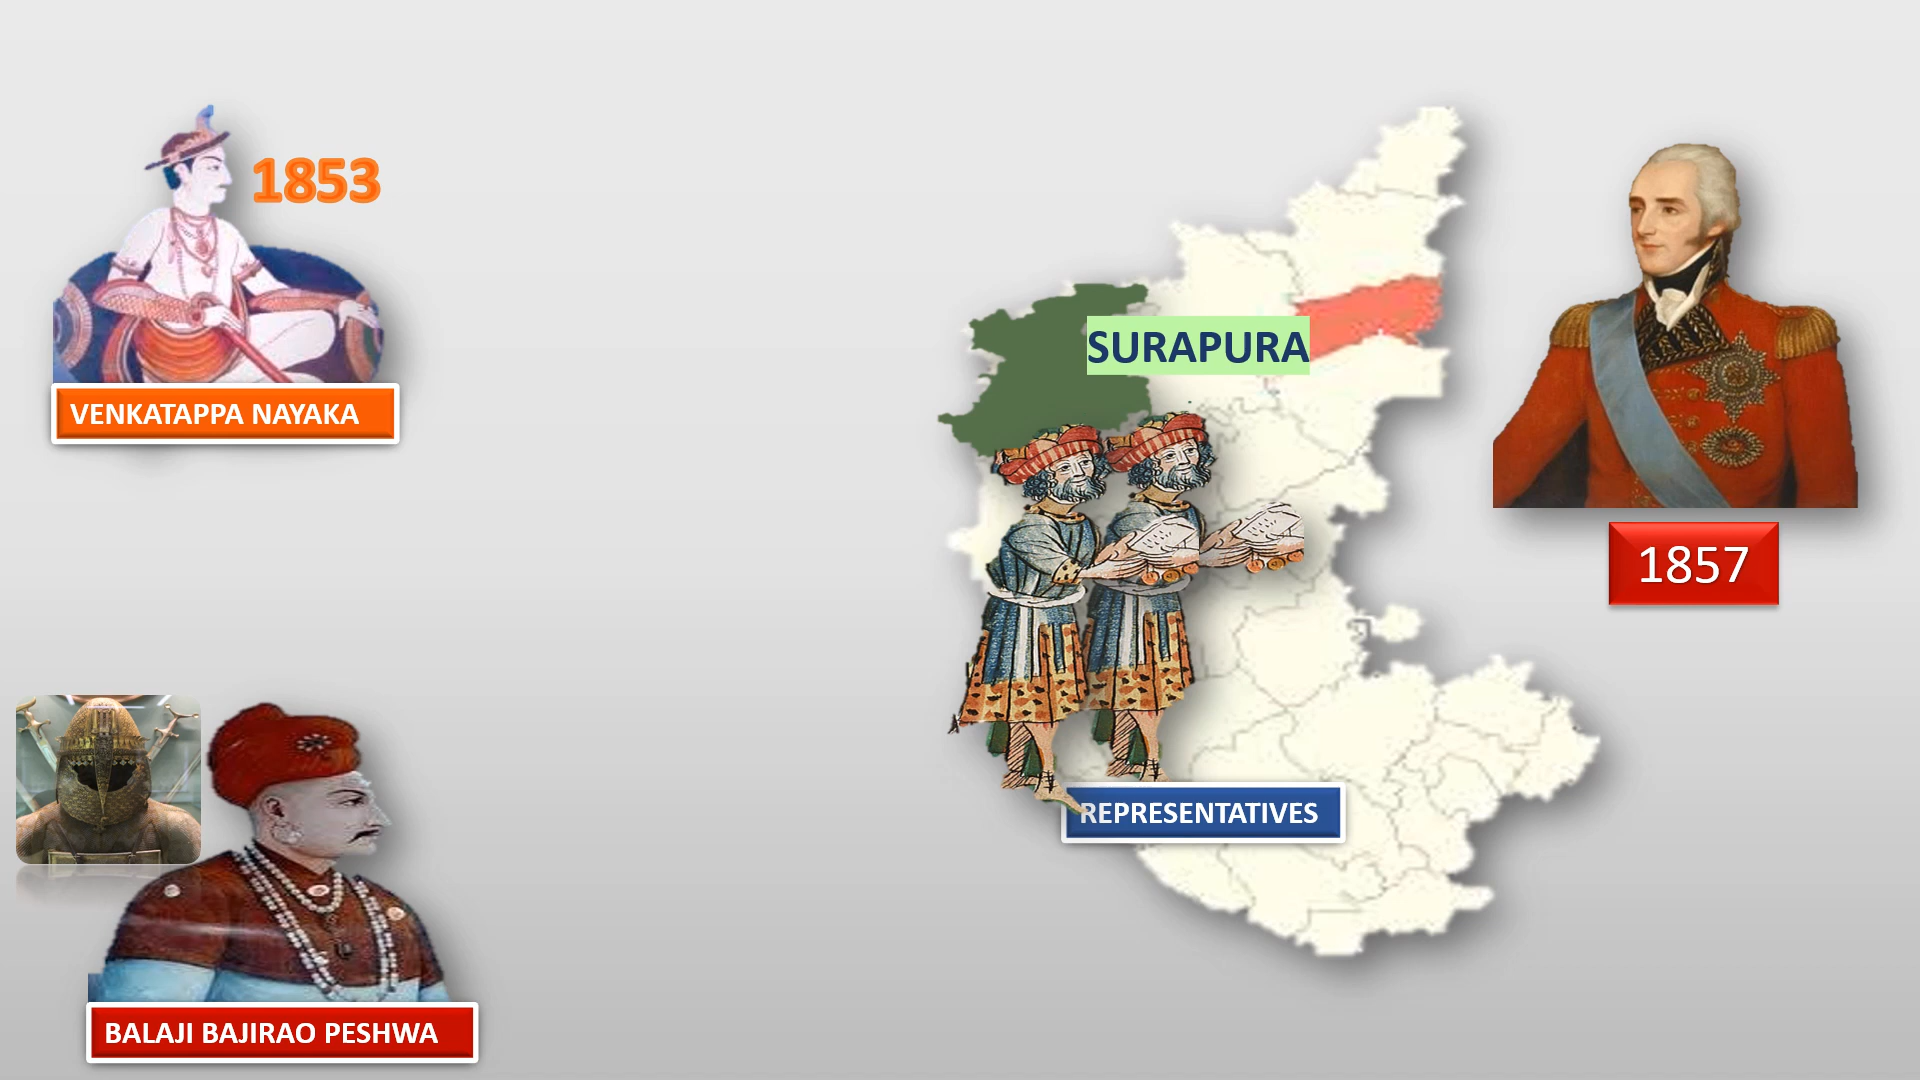 1853
VENKATAPPA NAYAKA
SURAPURA
1857
REPRESENTATIVES
BALAJI BAJIRAO PESHWA